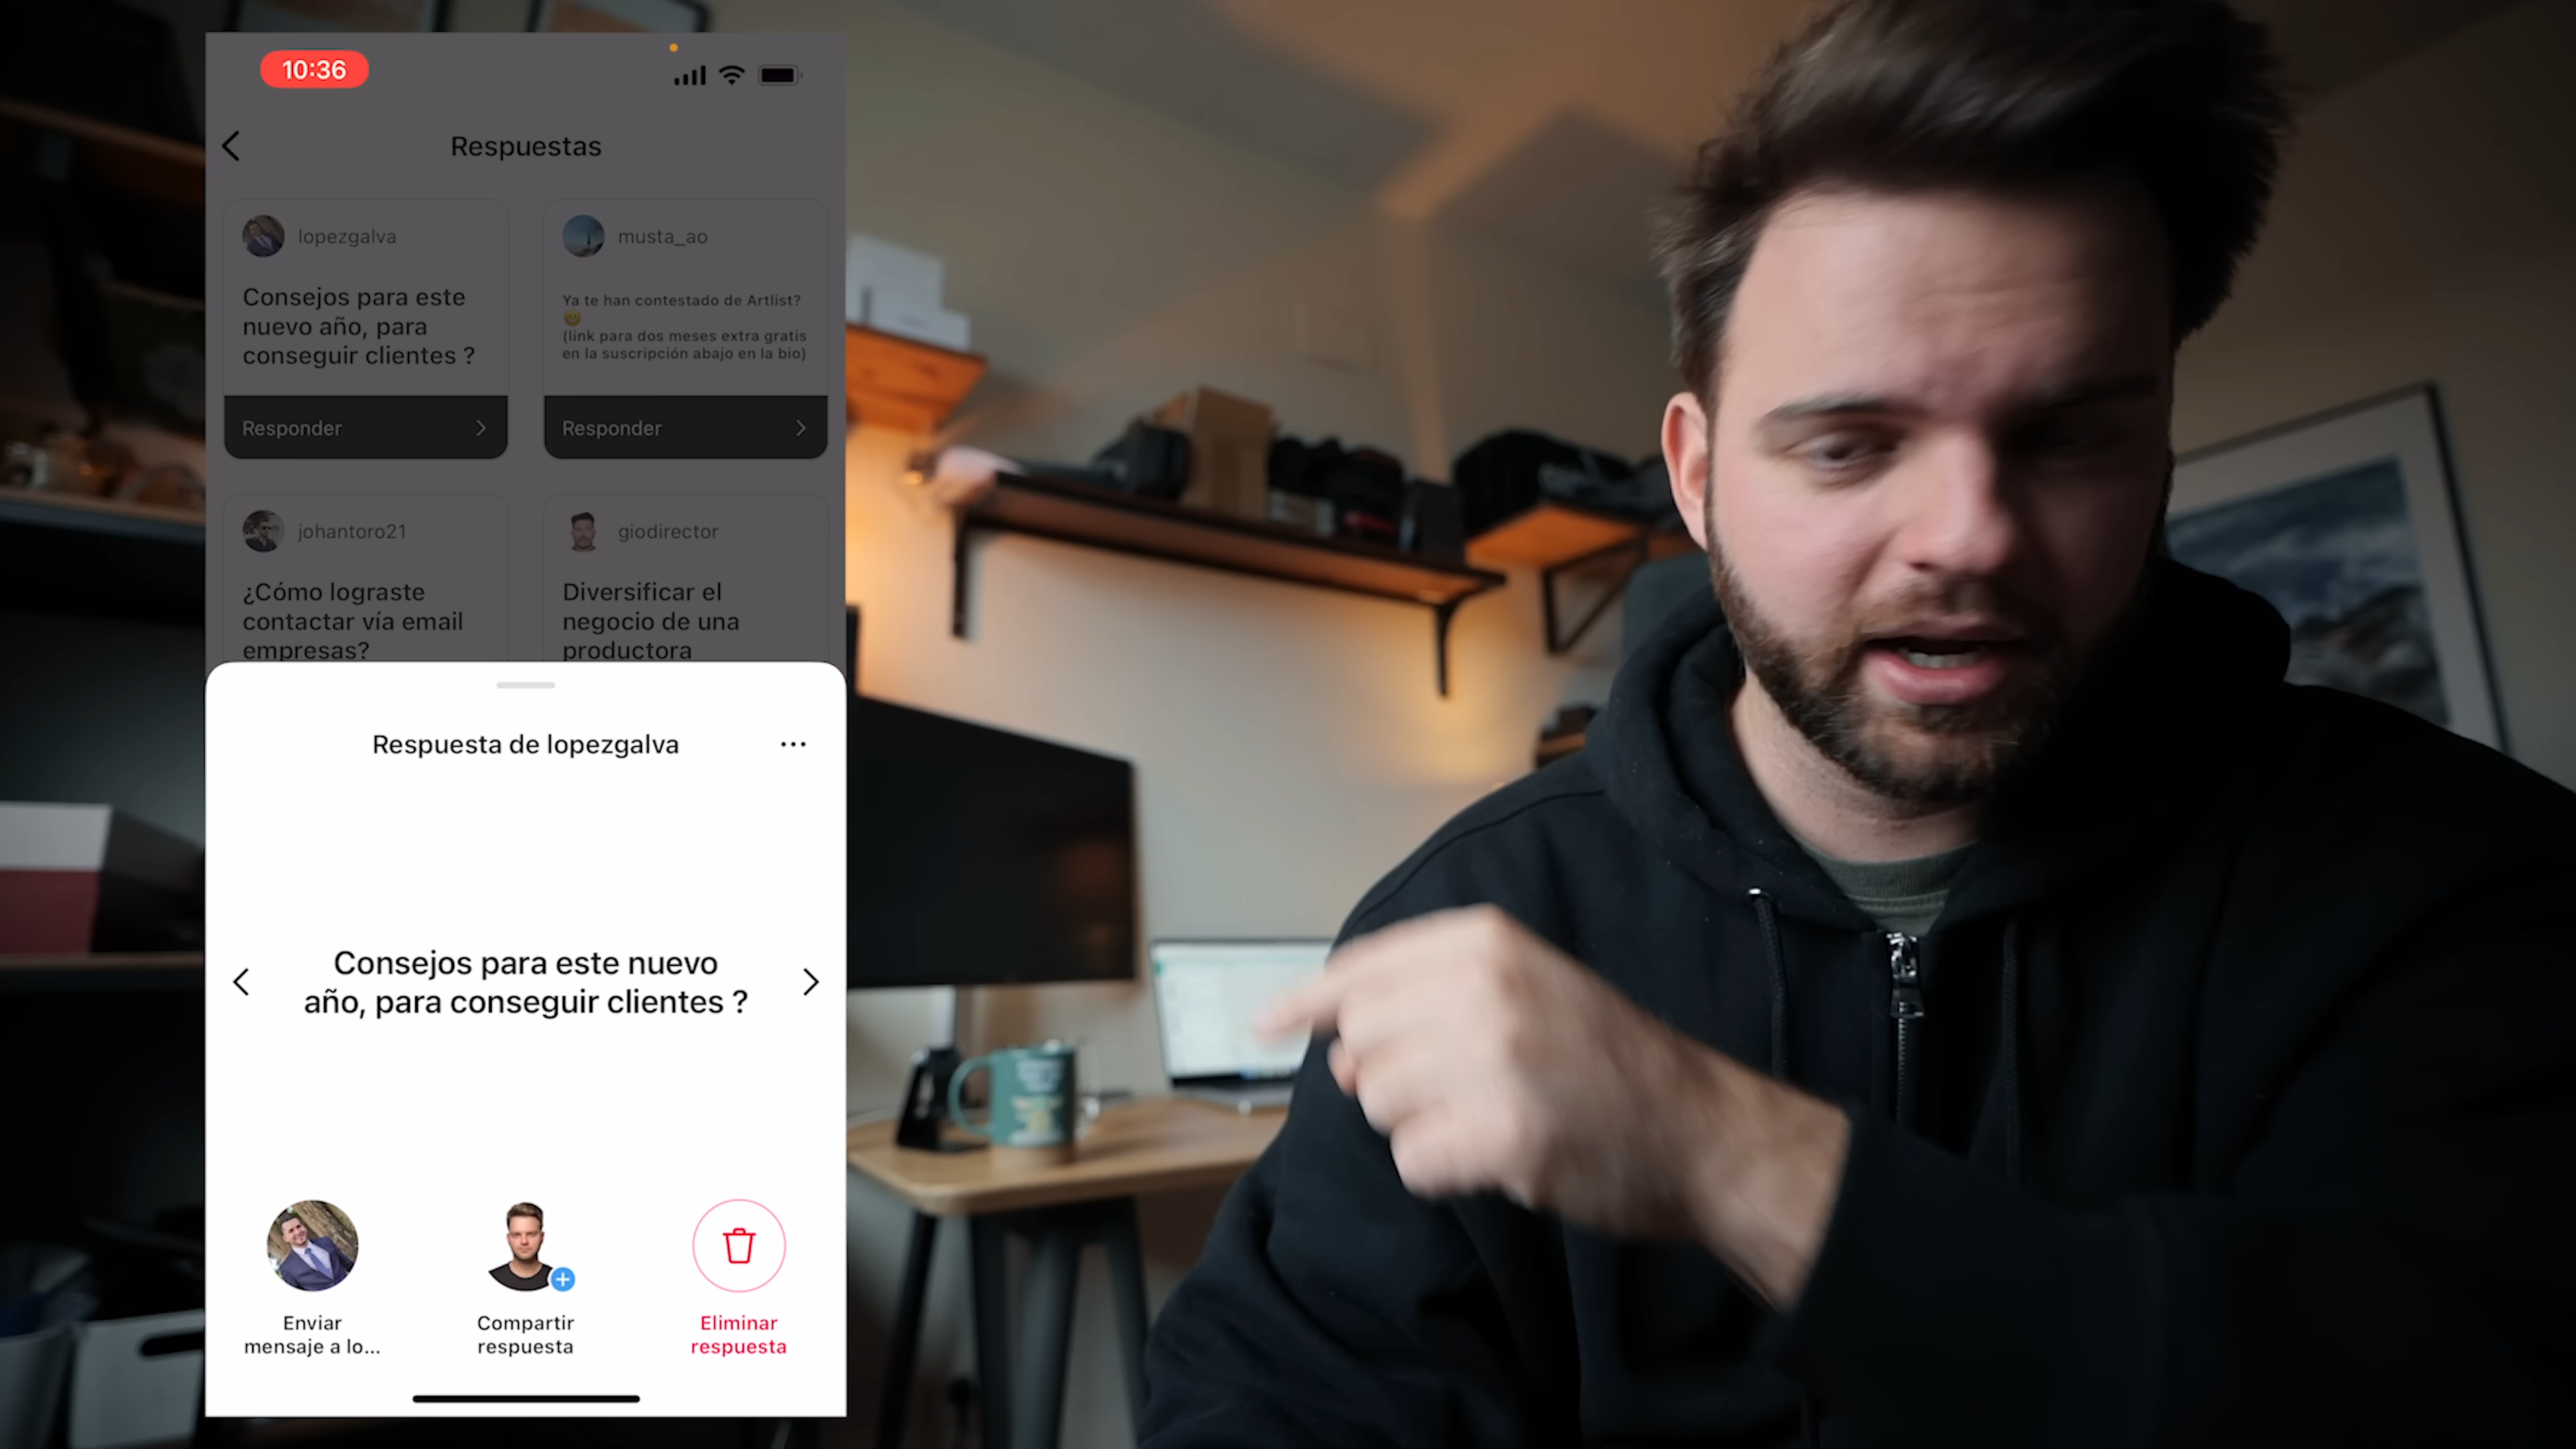 10:36
Respuestas
lopezgalva
Consejos para este
nuevo año, para
conseguir clientes ?
Responder
musta_ao
Ya te han contestado de Artlist?
😀
(link para dos meses extra gratis
en la suscripción abajo en la bio)
Responder
johantoro21
¿Cómo lograste
contactar vía email
empresas?
giodirector
Diversificar el
negocio de una
productora
Respuesta de lopezgalva
Consejos para este nuevo
año, para conseguir clientes ?
Enviar
mensaje a lo...
Compartir
respuesta
Eliminar
respuesta